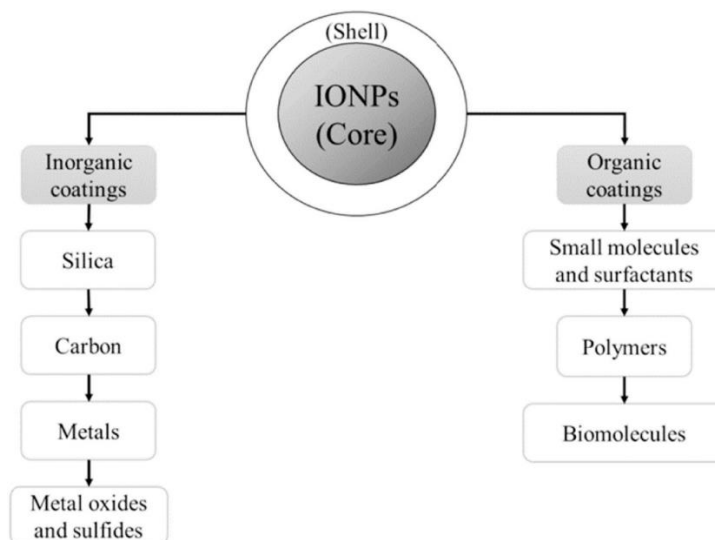 (Shell)
IONPs
(Core)
Inorganic
coatings
Silica
Carbon
Metals
Metal oxides
and sulfides
Organic
coatings
Small molecules
and surfactants
Polymers
Biomolecules